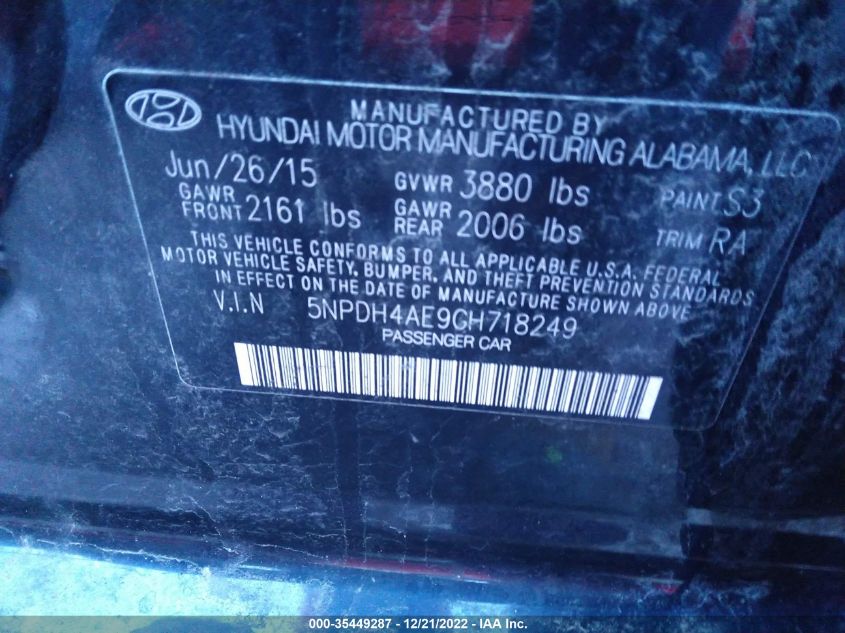 MANUFACTURED BY
HYUNDAI MOTOR MANUFACTURING ALABAMA, LLC
Jun/26/15 GVWR 3880 lbs PAINT S3
GAWR FRONT 2161 lbs GAWR REAR 2006 lbs TRIM RA
THIS VEHICLE CONFORMS TO ALL APPLICABLE U.S.A. FEDERAL
MOTOR VEHICLE SAFETY, BUMPER, AND THEFT PREVENTION STANDARDS
IN EFFECT ON THE DATE OF MANUFACTURE SHOWN ABOVE.
V.I.N 5NPDH4AE9GH718249
PASSENGER CAR
000-35449287 - 12/21/2022 - IAA Inc.